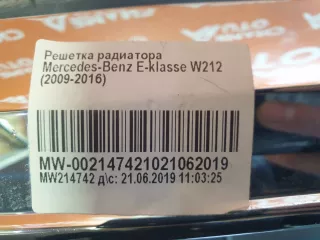 Решетка радиатора
Mercedes-Benz E-klasse W212
(2009-2016)
MW-002147421021062019
MW214742 д\с: 21.06.2019 11:03:25